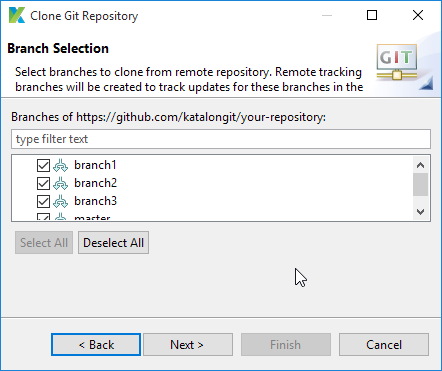 Clone Git Repository
Branch Selection
Select branches to clone from remote repository. Remote tracking
branches will be created to track updates for these branches in the
GIT
Branches of https://github.com/katalongit/your-repository:
type filter text
branch1
branch2
branch3
master
Select All Deselect All
< Back Next > Finish Cancel